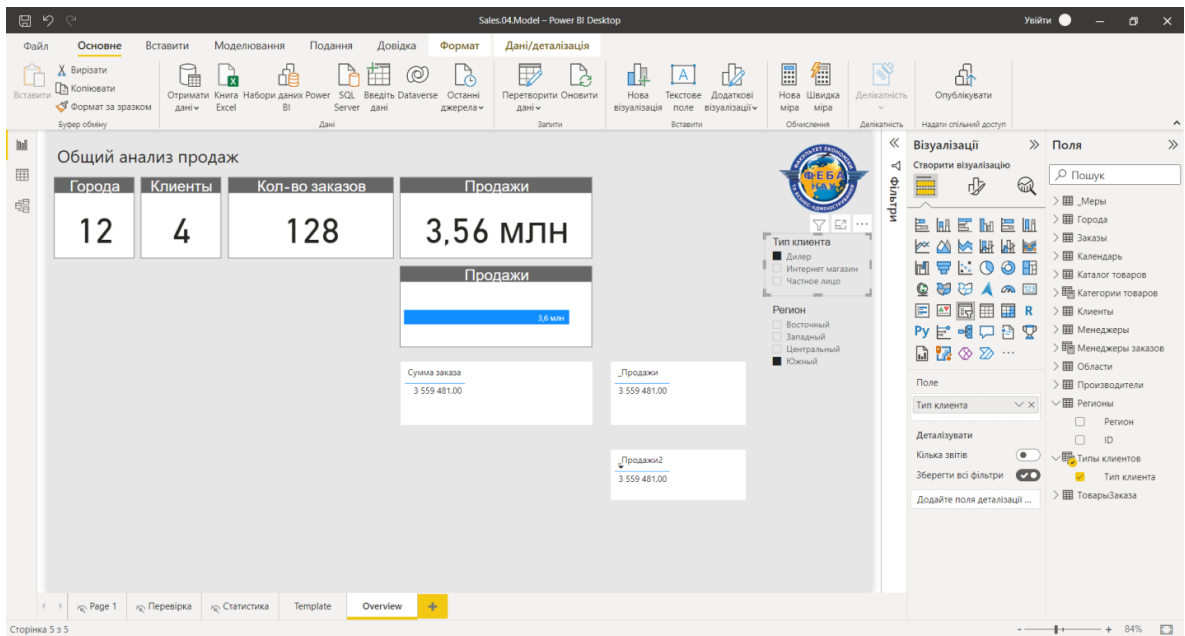 Sales.04.Model – Power BI Desktop
Увійти
Файл Основне Вставити Моделювання Подання Довідка Формат Дані/деталізація
Вставити
Вирізати
Копіювати
Формат за зразком
Буфер обміну
Отримати дані
Книга Excel
Набори даних Power BI
SQL Server
Введіть дані
Dataverse
Останні джерела
Дані
Перетворити дані
Оновити
Запити
Нова візуалізація
Текстове поле
Додаткові візуалізації
Вставити
Нова міра
Швидка міра
Обчислення
Делікатність
Делікатність
Опублікувати
Надати спільний доступ
Общий анализ продаж
Города
12
Клиенты
4
Кол-во заказов
128
Продажи
3,56 млн
Продажи
3,6 млн
Сумма заказа
3 559 481,00
_Продажи
3 559 481,00
_Продажи2
3 559 481,00
ФЕБА
НАУ
Тип клиента
Дилер
Интернет магазин
Частное лицо
Регион
Восточный
Западный
Центральный
Южный
Фільтри
Візуалізації
Створити візуалізацію
123
R
Py
Поле
Тип клиента
Деталізувати
Кілька звітів
Зберегти всі фільтри
Додайте поля деталізації ...
Поля
Пошук
_Меры
Города
Заказы
Календарь
Каталог товаров
Категории товаров
Клиенты
Менеджеры
Менеджеры заказов
Области
Производители
Регионы
Регион
ID
Типы клиентов
Тип клиента
ТоварыЗаказа
Page 1 Перевірка Статистика Template Overview +
Сторінка 5 з 5
- + 84%